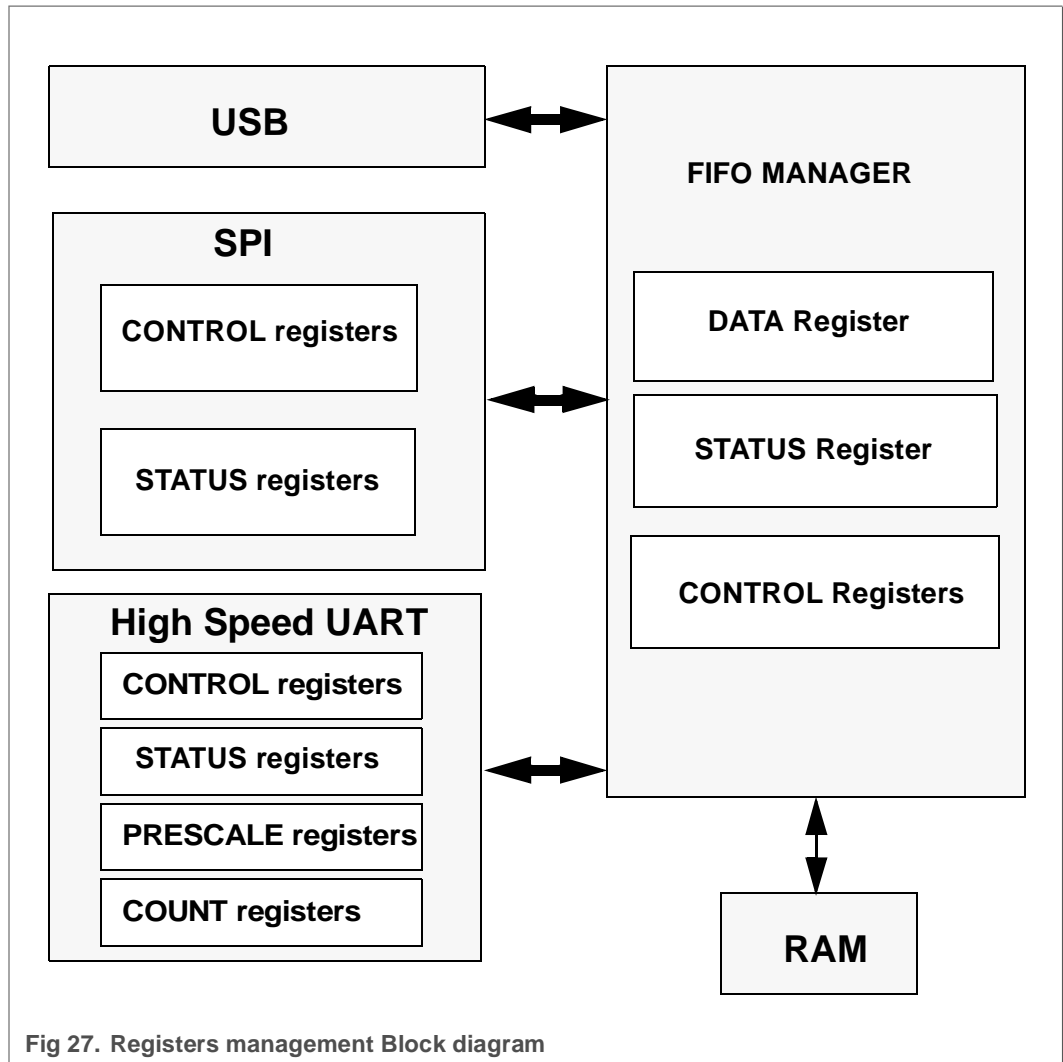 USB
SPI
CONTROL registers
STATUS registers
High Speed UART
CONTROL registers
STATUS registers
PRESCALE registers
COUNT registers
FIFO MANAGER
DATA Register
STATUS Register
CONTROL Registers
RAM
Fig 27. Registers management Block diagram